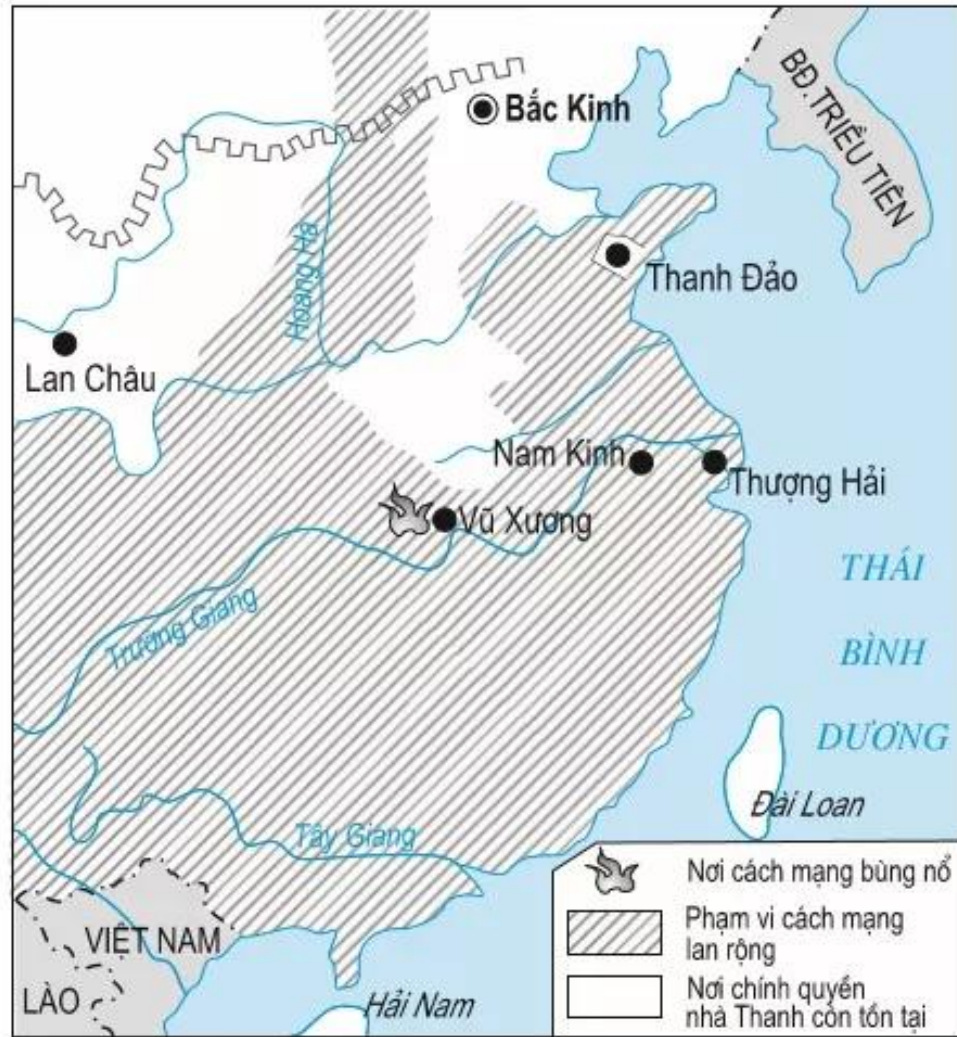 Bắc Kinh
BĐ.TRIỀU TIÊN
Hoàng Hà
Thanh Đảo
Lan Châu
Nam Kinh
Thượng Hải
Vũ Xương
Trường Giang
THÁI
BÌNH
DƯƠNG
Đài Loan
Tây Giang
VIỆT NAM
LÀO
Hải Nam
Nơi cách mạng bùng nổ
Phạm vi cách mạng
lan rộng
Nơi chính quyền
nhà Thanh còn tồn tại